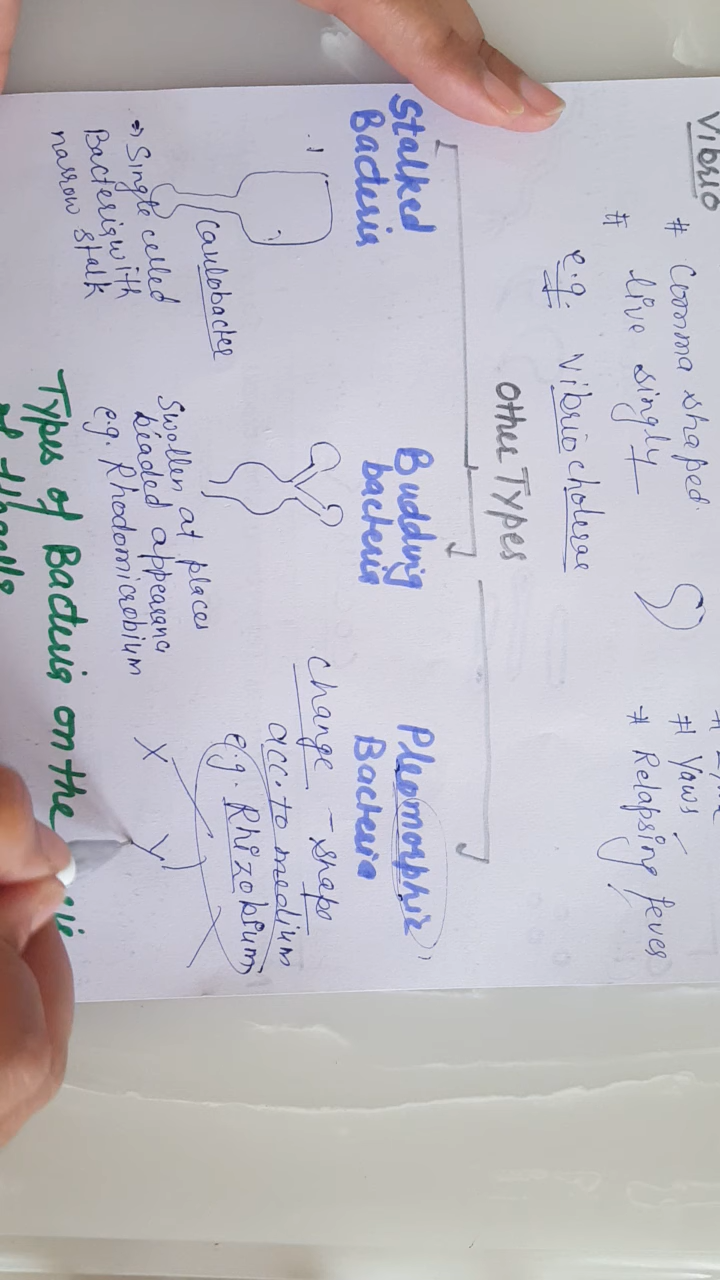 Vibrio
# Comma shaped
# live singly
e.g. Vibrio cholerae
# Yaws
# Relapsing fever
Other Types
Stalked
Bacteria
Caulobacter
→ Single celled
Bacteria with
narrow stalk
Budding
bacteria
Swollen at places
beaded appearance
e.g. Rhodomicrobium
Pleomorphic
Bacteria
Change - shape
acc. to medium
e.g. Rhizobium
X Y
Types of Bacteria on the